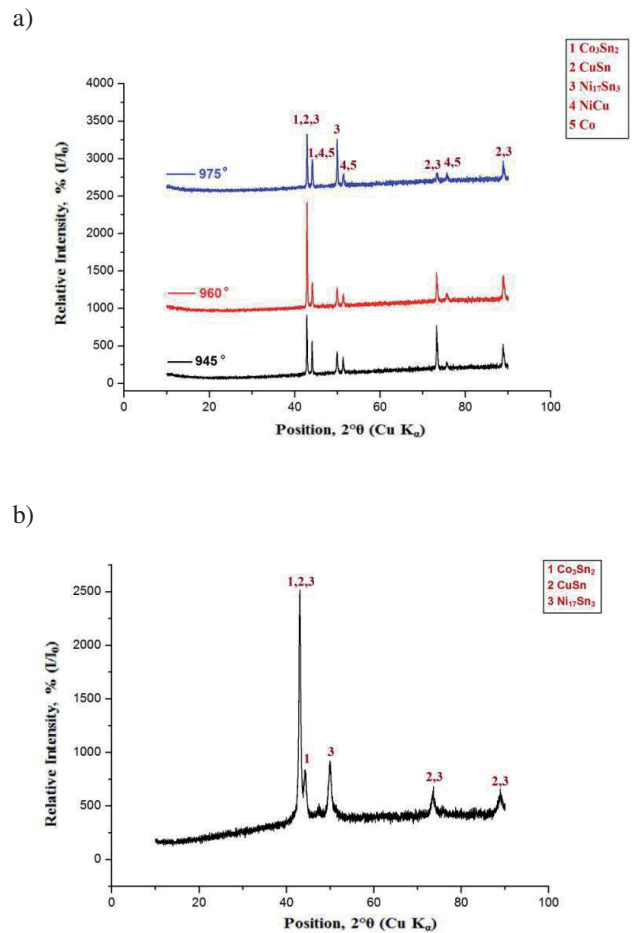 a)
1 Co₃Sn₂
2 CuSn
3 Ni₁₇Sn₃
4 NiCu
5 Co
4000
3500
3000
2500
2000
1500
1000
500
0
Relative Intensity, % (I/I₀)
1,2,3
1,4,5
3
4,5
2,3
4,5
2,3
975°
960°
945°
0 20 40 60 80 100
Position, 2°θ (Cu Kα)
b)
1 Co₃Sn₂
2 CuSn
3 Ni₁₇Sn₃
2500
2000
1500
1000
500
0
Relative Intensity, % (I/I₀)
1,2,3
1
3
2,3
2,3
0 20 40 60 80 100
Position, 2°θ (Cu Kα)